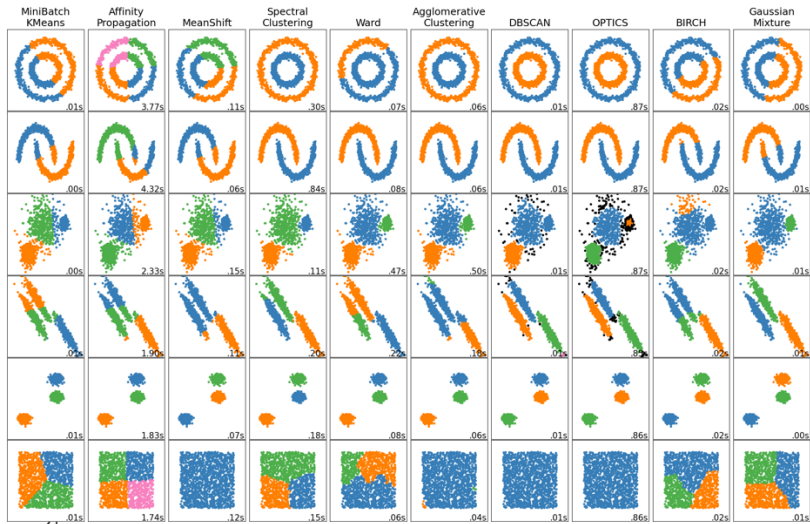 MiniBatch KMeans Affinity Propagation MeanShift Spectral Clustering Ward Agglomerative Clustering DBSCAN OPTICS BIRCH Gaussian Mixture
.01s 3.77s .11s .30s .07s .06s .01s .87s .02s .00s
.00s 4.32s .06s .84s .08s .06s .01s .87s .02s .01s
.00s 2.33s .15s .11s .47s .50s .01s .87s .02s .01s
.01s 1.90s .11s .20s .22s .18s .01s .02s .01s
.01s 1.83s .07s .18s .08s .06s .01s .86s .02s .00s
.01s 1.74s .12s .15s .06s .04s .01s .86s .01s .01s